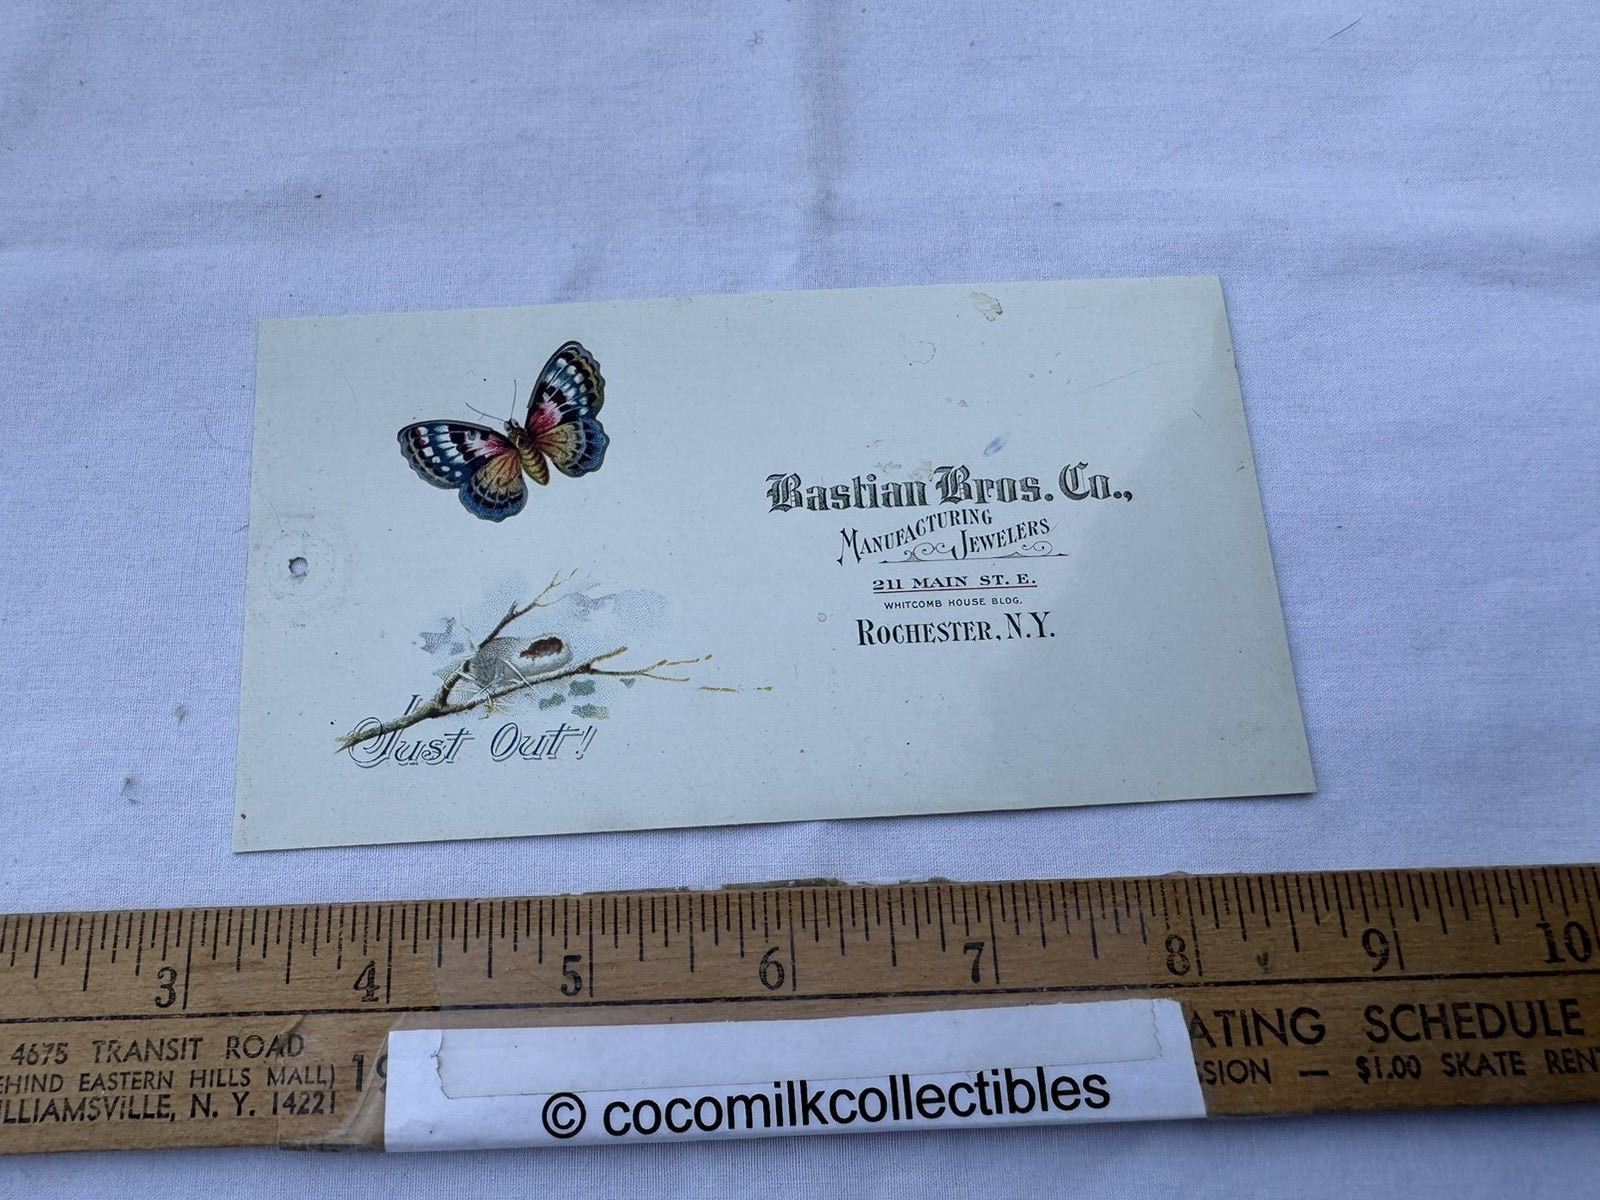 Bastian Bros. Co.,
Manufacturing
Jewelers
211 MAIN ST. E.
WHITCOMB HOUSE BLDG.
ROCHESTER, N.Y.
Just Out!
3 4 5 6 7 8 9 10
4675 TRANSIT ROAD
EHIND EASTERN HILLS MALL)
ILLIAMSVILLE, N. Y. 14221
ATING SCHEDULE
SSION — $1.00 SKATE RENT
© cocomilkcollectibles